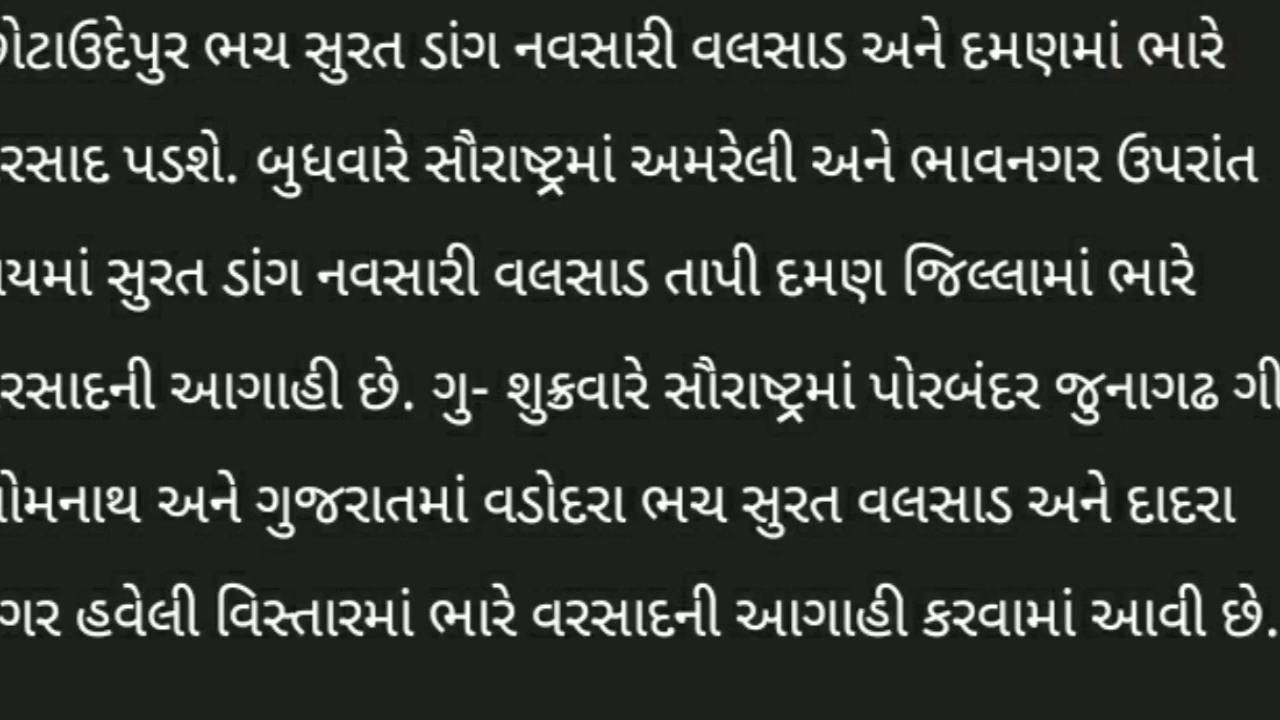 છોટાઉદેપુર ભચ સુરત ડાંગ નવસારી વલસાડ અને દમણમાં ભારે
રસાદ પડશે. બુધવારે સૌરાષ્ટ્રમાં અમરેલી અને ભાવનગર ઉપરાંત
યમાં સુરત ડાંગ નવસારી વલસાડ તાપી દમણ જિલ્લામાં ભારે
રસાદની આગાહી છે. ગુ- શુક્રવારે સૌરાષ્ટ્રમાં પોરબંદર જુનાગઢ ગી
ોમનાથ અને ગુજરાતમાં વડોદરા ભચ સુરત વલસાડ અને દાદરા
ગર હવેલી વિસ્તારમાં ભારે વરસાદની આગાહી કરવામાં આવી છે.